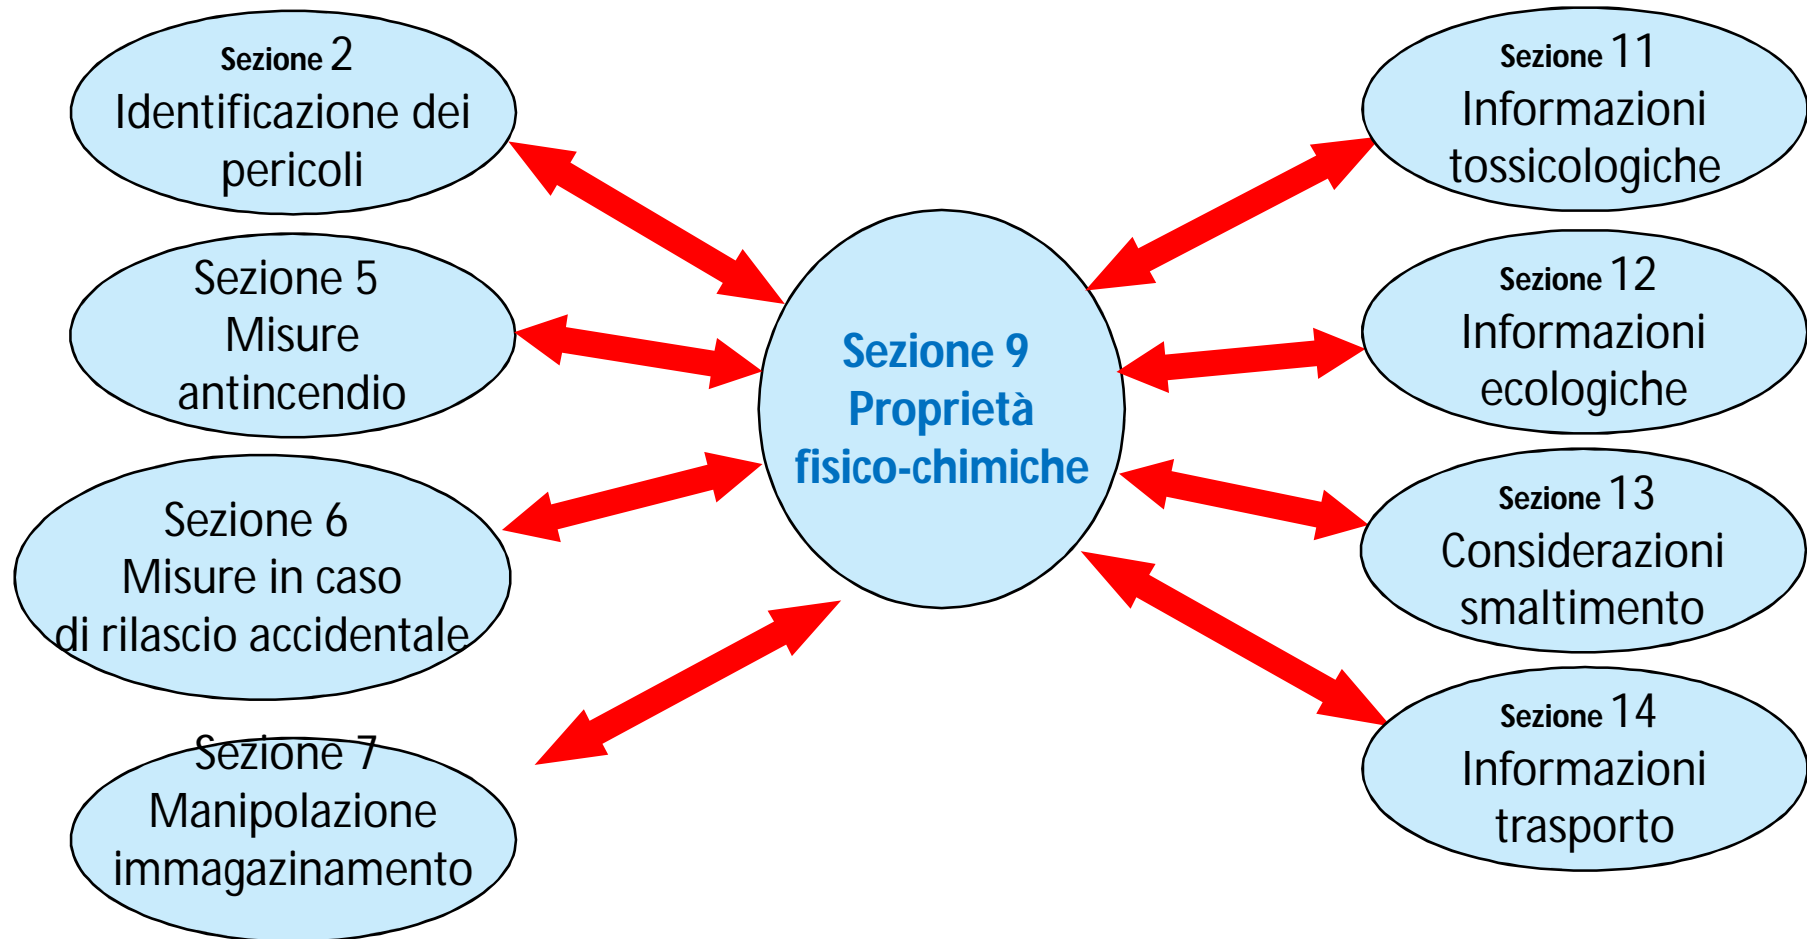 Sezione 2
Identificazione dei
pericoli
Sezione 5
Misure
antincendio
Sezione 6
Misure in caso
di rilascio accidentale
Sezione 7
Manipolazione
immagazinamento
Sezione 9
Proprietà
fisico-chimiche
Sezione 11
Informazioni
tossicologiche
Sezione 12
Informazioni
ecologiche
Sezione 13
Considerazioni
smaltimento
Sezione 14
Informazioni
trasporto